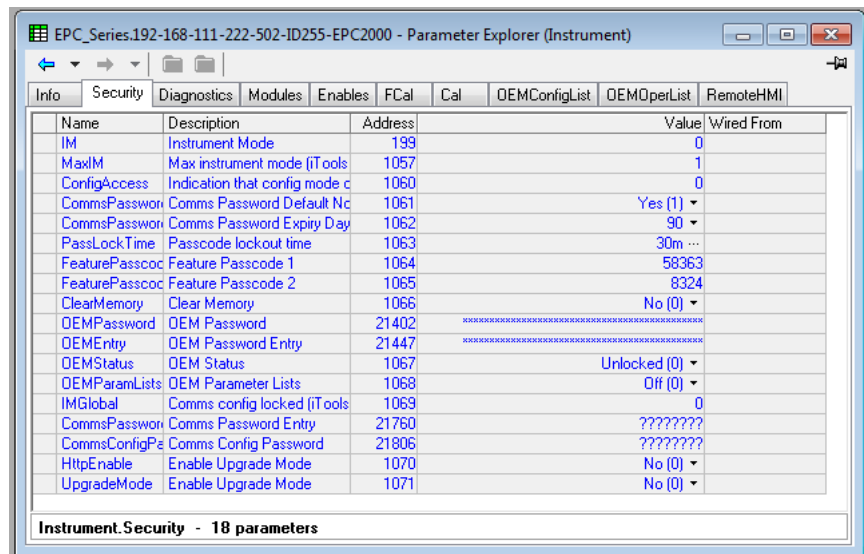 EPC_Series.192-168-111-222-502-ID255-EPC2000 - Parameter Explorer (Instrument)
Info Security Diagnostics Modules Enables FCal Cal OEMConfigList OEMOperList RemoteHMI
Name Description Address Value Wired From
IM Instrument Mode 199 0
MaxIM Max instrument mode (iTools 1057 1
ConfigAccess Indication that config mode c 1060 0
CommsPassword Comms Password Default No 1061 Yes (1)
CommsPassword Comms Password Expiry Day 1062 90
PassLockTime Passcode lockout time 1063 30m ...
FeaturePasscod Feature Passcode 1 1064 58363
FeaturePasscod Feature Passcode 2 1065 8324
ClearMemory Clear Memory 1066 No (0)
OEMPassword OEM Password 21402 ************************************************
OEMEntry OEM Password Entry 21447 ************************************************
OEMStatus OEM Status 1067 Unlocked (0)
OEMParamLists OEM Parameter Lists 1068 Off (0)
IMGlobal Comms config locked (iTools 1069 0
CommsPassword Comms Password Entry 21760 ????????
CommsConfigPa Comms Config Password 21806 ????????
HttpEnable Enable Upgrade Mode 1070 No (0)
UpgradeMode Enable Upgrade Mode 1071 No (0)
Instrument.Security - 18 parameters